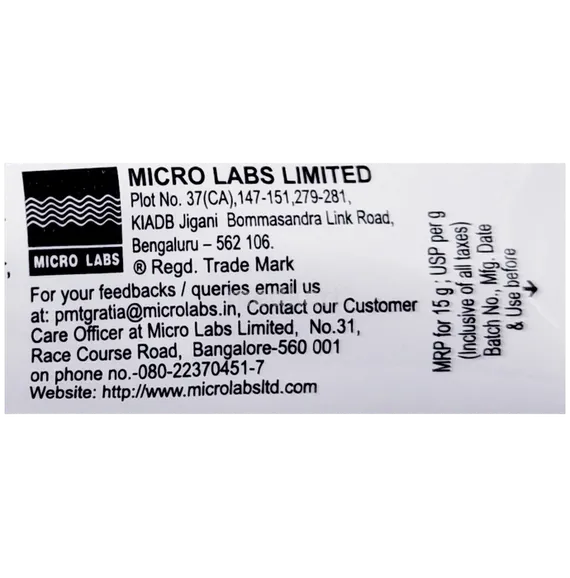 MICRO LABS
MICRO LABS LIMITED
Plot No. 37(CA),147-151,279-281,
KIADB Jigani Bommasandra Link Road,
Bengaluru – 562 106.
® Regd. Trade Mark
For your feedbacks / queries email us
at: pmtgratia@microlabs.in, Contact our Customer
Care Officer at Micro Labs Limited, No.31,
Race Course Road, Bangalore-560 001
on phone no.-080-22370451-7
Website: http://www.microlabsltd.com
MRP for 15 g ; USP per g
(Inclusive of all taxes)
Batch No., Mfg. Date
& Use before